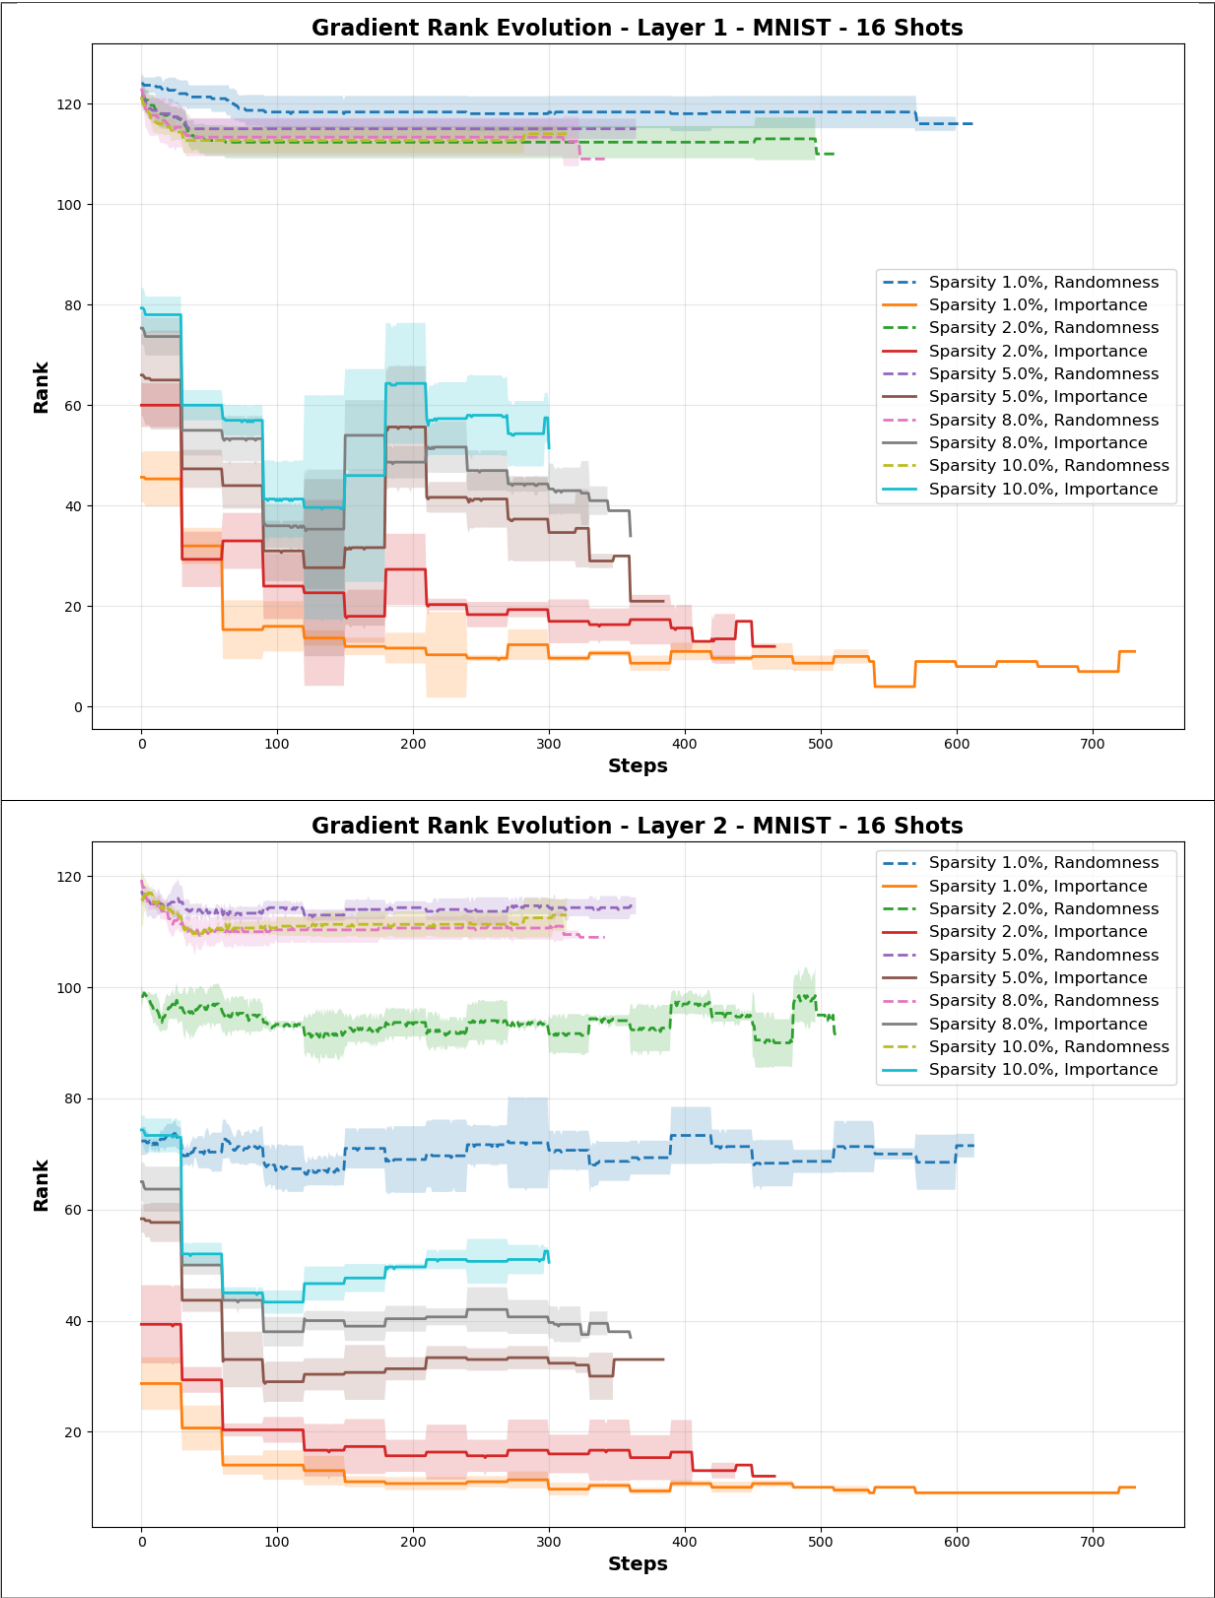 Gradient Rank Evolution - Layer 1 - MNIST - 16 Shots
120
100
80
60
40
20
0
Rank
Sparsity 1.0%, Randomness
Sparsity 1.0%, Importance
Sparsity 2.0%, Randomness
Sparsity 2.0%, Importance
Sparsity 5.0%, Randomness
Sparsity 5.0%, Importance
Sparsity 8.0%, Randomness
Sparsity 8.0%, Importance
Sparsity 10.0%, Randomness
Sparsity 10.0%, Importance
0 100 200 300 400 500 600 700
Steps
Gradient Rank Evolution - Layer 2 - MNIST - 16 Shots
120
100
80
60
40
20
Rank
Sparsity 1.0%, Randomness
Sparsity 1.0%, Importance
Sparsity 2.0%, Randomness
Sparsity 2.0%, Importance
Sparsity 5.0%, Randomness
Sparsity 5.0%, Importance
Sparsity 8.0%, Randomness
Sparsity 8.0%, Importance
Sparsity 10.0%, Randomness
Sparsity 10.0%, Importance
0 100 200 300 400 500 600 700
Steps